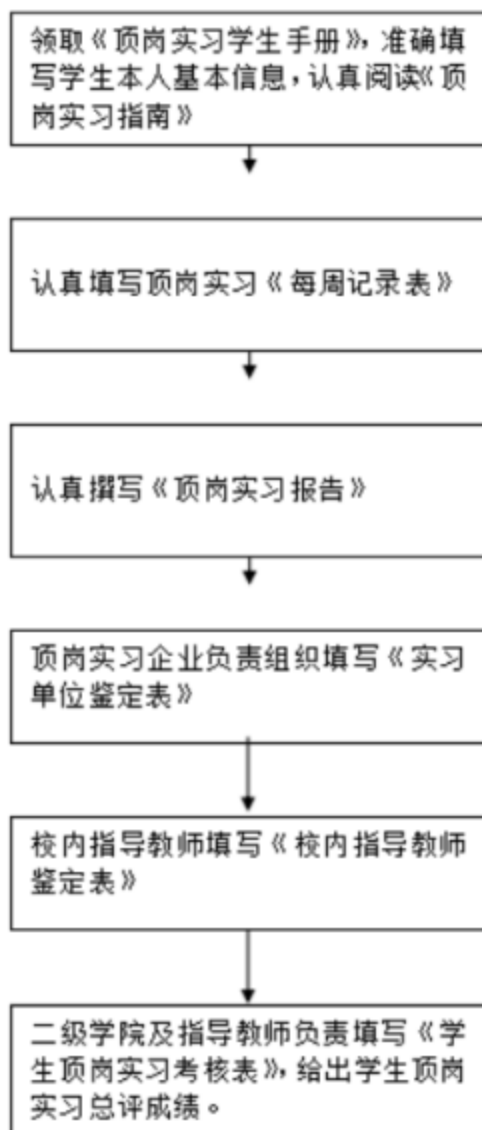 领取《顶岗实习学生手册》，准确填
写学生本人基本信息，认真阅读《顶
岗实习指南》
认真填写顶岗实习《每周记录表》
认真撰写《顶岗实习报告》
顶岗实习企业负责组织填写《实习
单位鉴定表》
校内指导教师填写《校内指导教师
鉴定表》
二级学院及指导教师负责填写《学
生顶岗实习考核表》，给出学生顶岗
实习总评成绩。